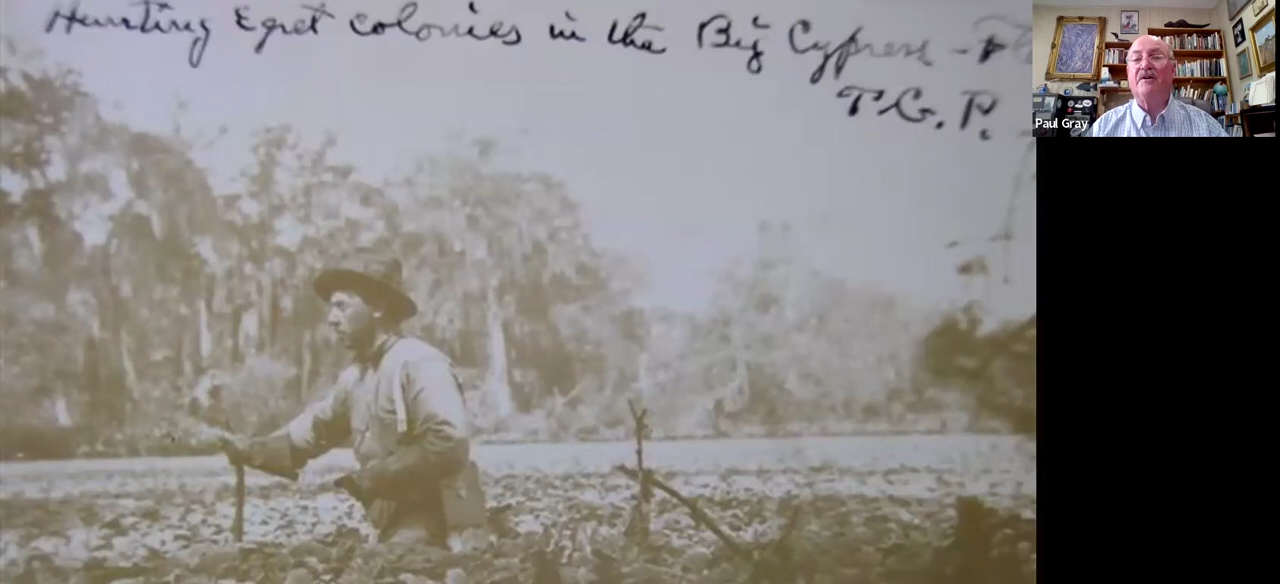 Hunting Egret colonies in the Big Cypress -
T.G.P.
Paul Gray